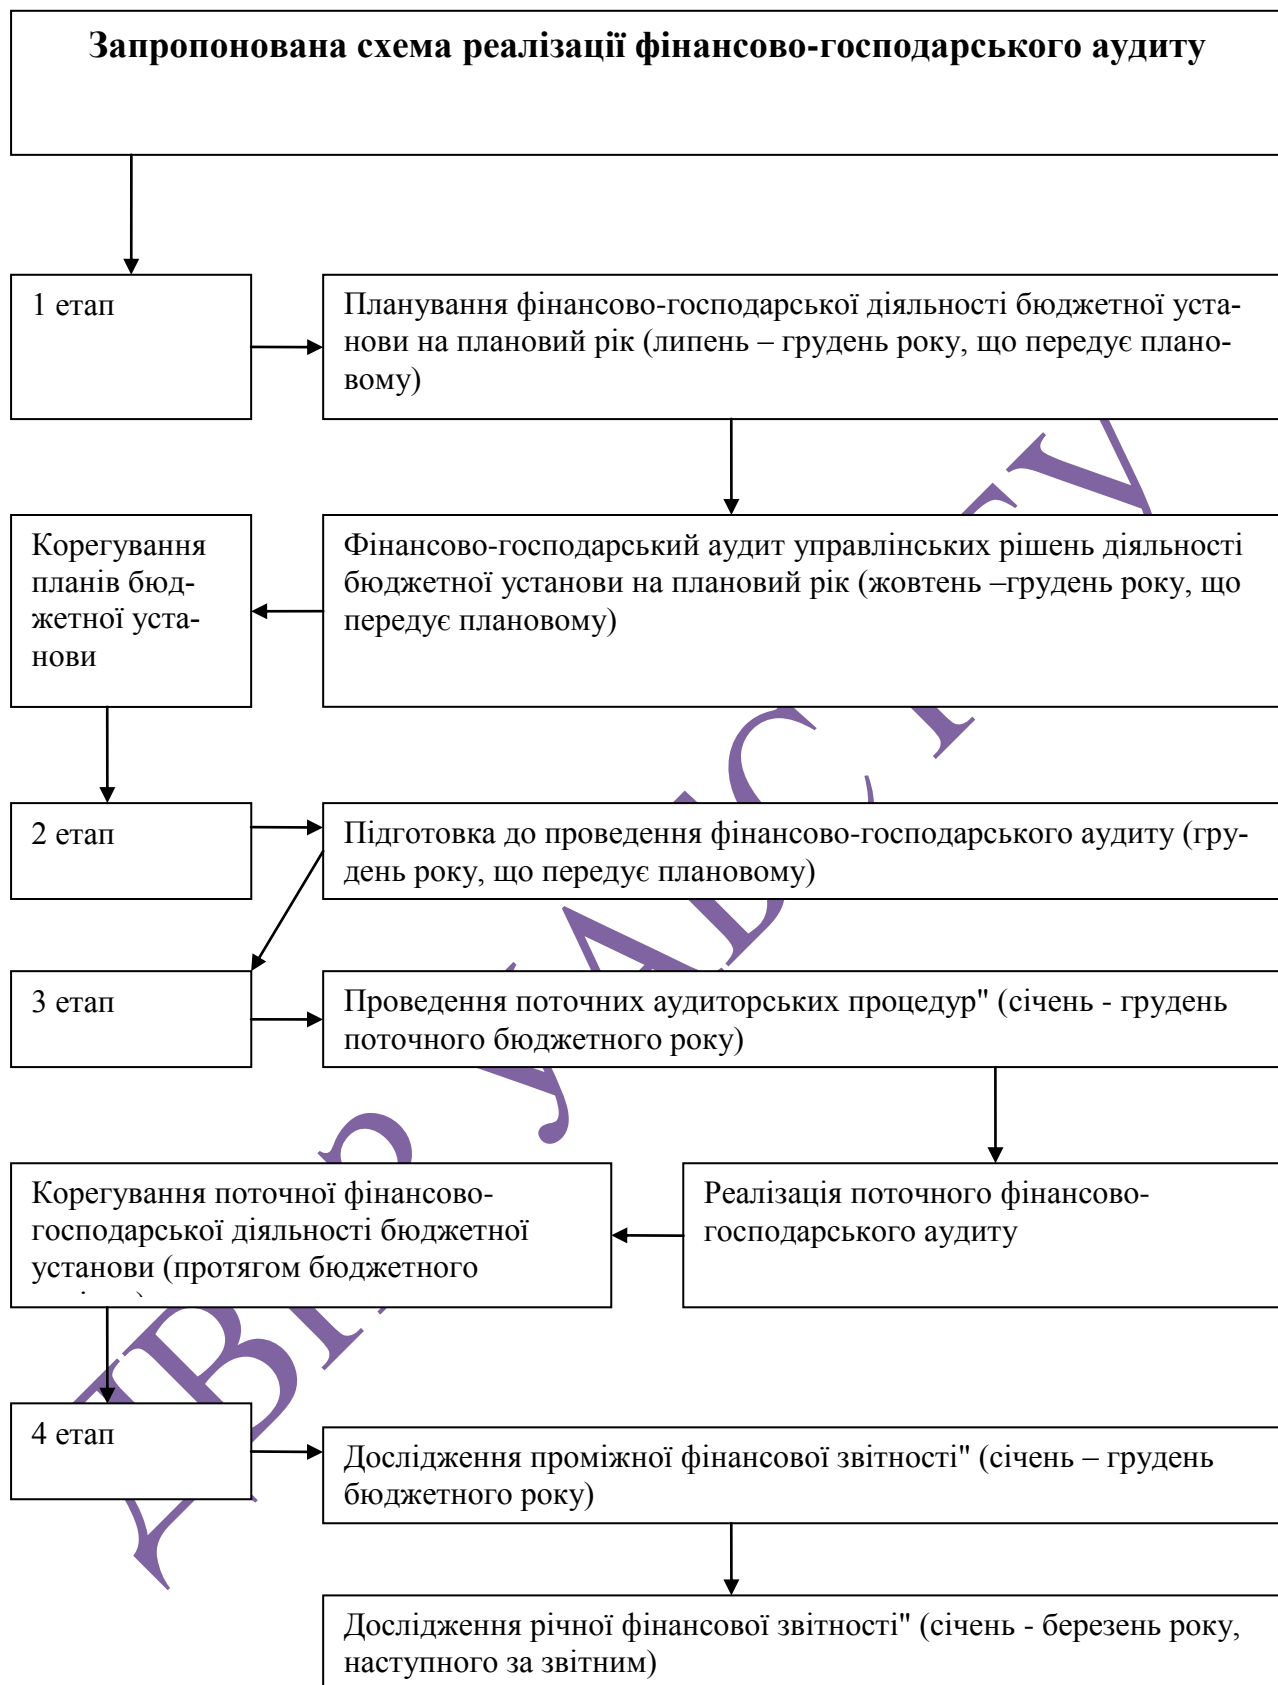 Запропонована схема реалізації фінансово-господарського аудиту
1 етап
Планування фінансово-господарської діяльності бюджетної уста-
нови на плановий рік (липень – грудень року, що передує плано-
вому)
Корегування
планів бюд-
жетної уста-
нови
Фінансово-господарський аудит управлінських рішень діяльності
бюджетної установи на плановий рік (жовтень –грудень року, що
передує плановому)
2 етап
Підготовка до проведення фінансово-господарського аудиту (гру-
день року, що передує плановому)
3 етап
Проведення поточних аудиторських процедур" (січень - грудень
поточного бюджетного року)
Корегування поточної фінансово-
господарської діяльності бюджетної
установи (протягом бюджетного
Реалізація поточного фінансово-
господарського аудиту
4 етап
Дослідження проміжної фінансової звітності" (січень – грудень
бюджетного року)
Дослідження річної фінансової звітності" (січень - березень року,
наступного за звітним)